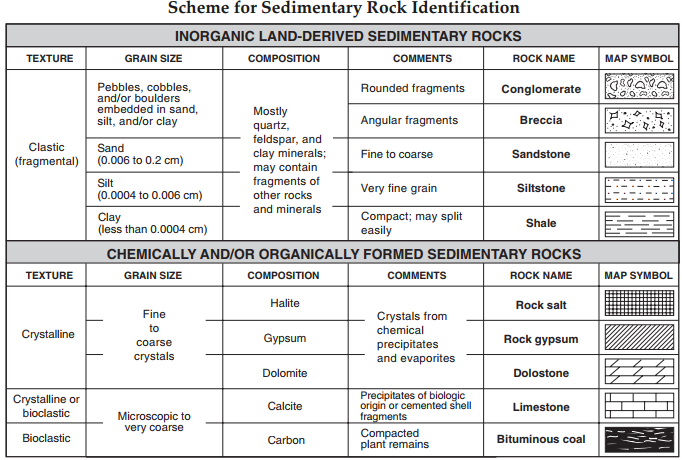 Scheme for Sedimentary Rock Identification
INORGANIC LAND-DERIVED SEDIMENTARY ROCKS
TEXTURE
GRAIN SIZE
COMPOSITION
COMMENTS
ROCK NAME
MAP SYMBOL
Clastic
(fragmental)
Pebbles, cobbles,
and/or boulders
embedded in sand,
silt, and/or clay
Mostly
quartz,
feldspar, and
clay minerals;
may contain
fragments of
other rocks
and minerals
Rounded fragments
Conglomerate
Angular fragments
Breccia
Sand
(0.006 to 0.2 cm)
Fine to coarse
Sandstone
Silt
(0.0004 to 0.006 cm)
Very fine grain
Siltstone
Clay
(less than 0.0004 cm)
Compact; may split
easily
Shale
CHEMICALLY AND/OR ORGANICALLY FORMED SEDIMENTARY ROCKS
TEXTURE
GRAIN SIZE
COMPOSITION
COMMENTS
ROCK NAME
MAP SYMBOL
Crystalline
Fine
to
coarse
crystals
Halite
Crystals from
chemical
precipitates
and evaporites
Rock salt
Gypsum
Rock gypsum
Dolomite
Dolostone
Crystalline or
bioclastic
Microscopic to
very coarse
Calcite
Precipitates of biologic
origin or cemented shell
fragments
Limestone
Bioclastic
Carbon
Compacted
plant remains
Bituminous coal